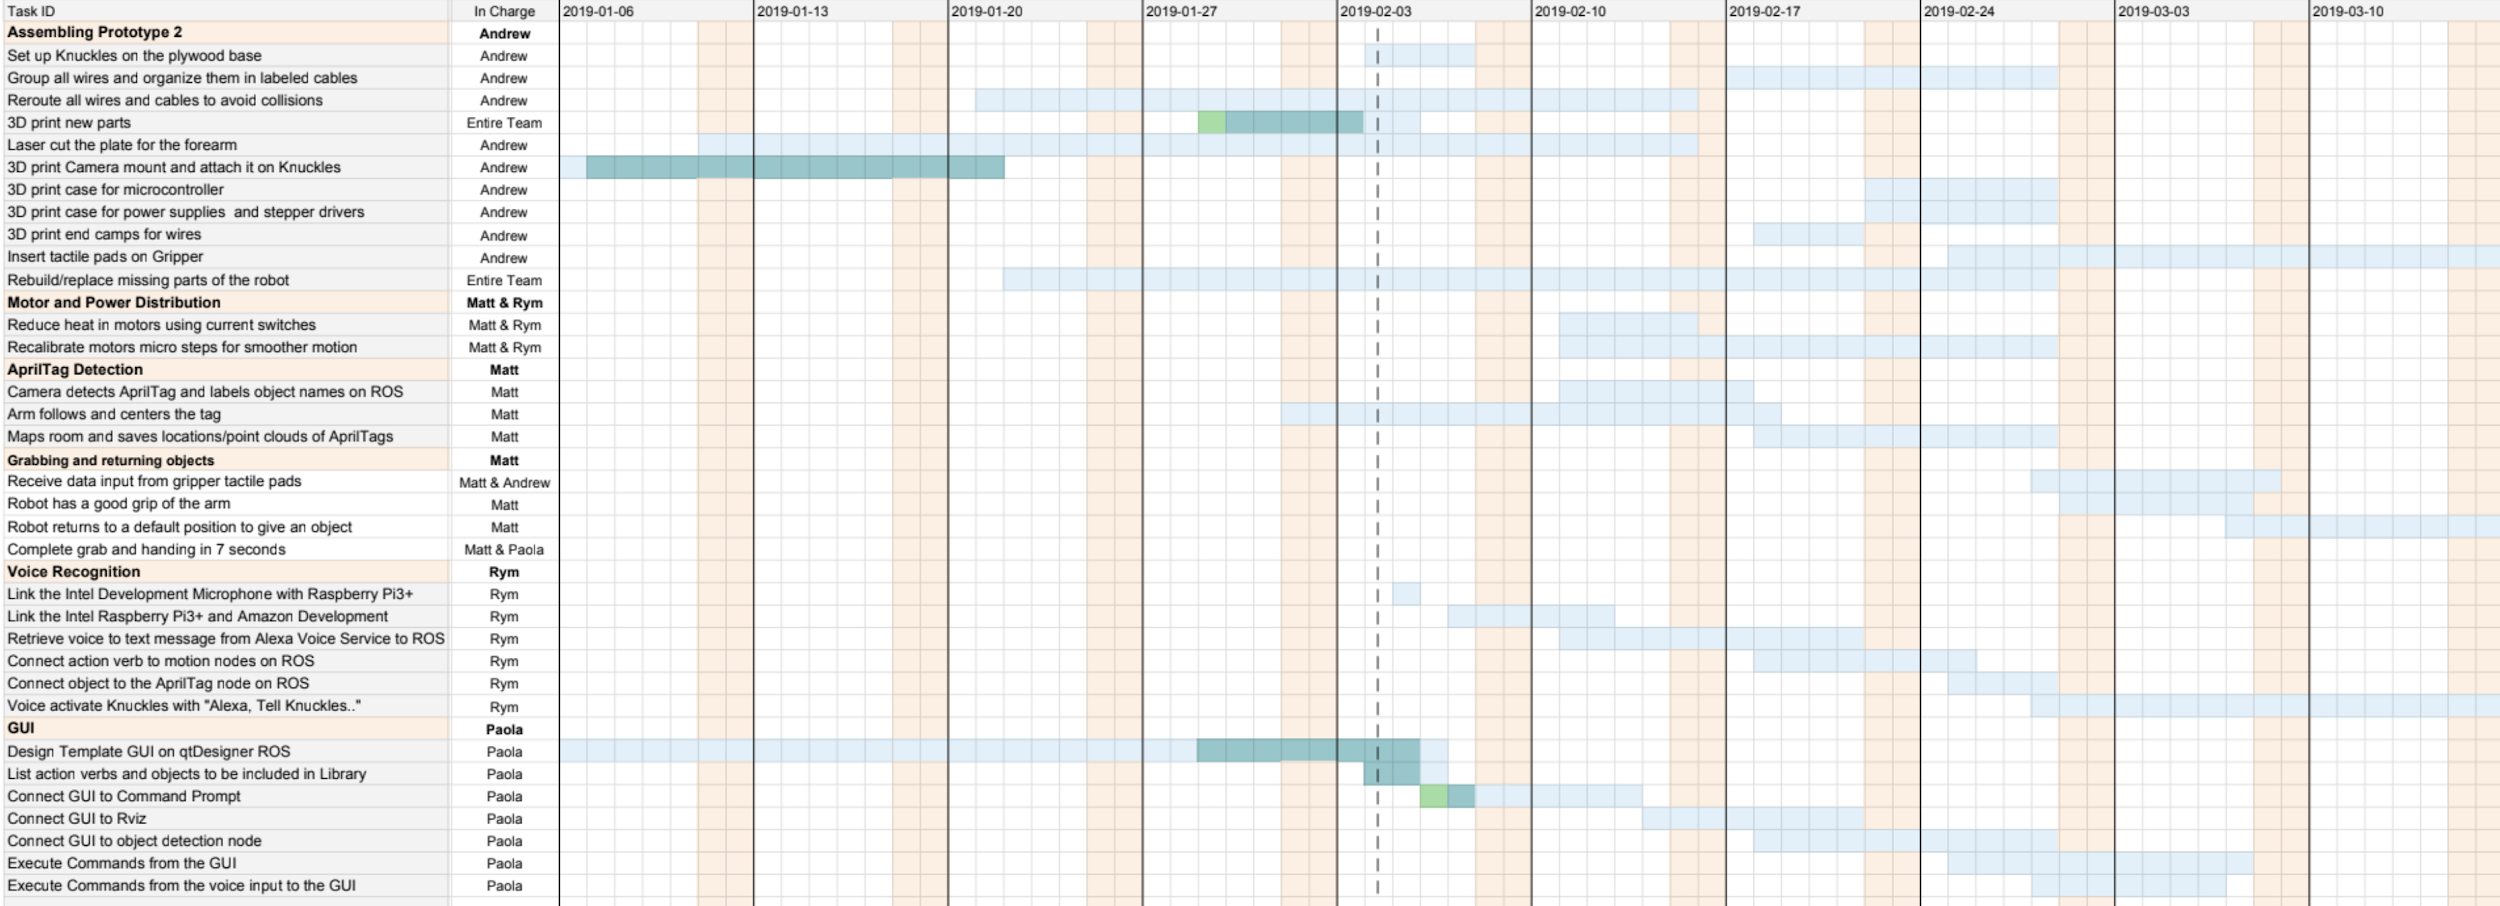 Task ID In Charge 2019-01-06 2019-01-13 2019-01-20 2019-01-27 2019-02-03 2019-02-10 2019-02-17 2019-02-24 2019-03-03 2019-03-10
Assembling Prototype 2 Andrew
Set up Knuckles on the plywood base Andrew
Group all wires and organize them in labeled cables Andrew
Reroute all wires and cables to avoid collisions Andrew
3D print new parts Entire Team
Laser cut the plate for the forearm Andrew
3D print Camera mount and attach it on Knuckles Andrew
3D print case for microcontroller Andrew
3D print case for power supplies and stepper drivers Andrew
3D print end camps for wires Andrew
Insert tactile pads on Gripper Andrew
Rebuild/replace missing parts of the robot Entire Team
Motor and Power Distribution Matt & Rym
Reduce heat in motors using current switches Matt & Rym
Recalibrate motors micro steps for smoother motion Matt & Rym
AprilTag Detection Matt
Camera detects AprilTag and labels object names on ROS Matt
Arm follows and centers the tag Matt
Maps room and saves locations/point clouds of AprilTags Matt
Grabbing and returning objects Matt
Receive data input from gripper tactile pads Matt & Andrew
Robot has a good grip of the arm Matt
Robot returns to a default position to give an object Matt
Complete grab and handing in 7 seconds Matt & Paola
Voice Recognition Rym
Link the Intel Development Microphone with Raspberry Pi3+ Rym
Link the Intel Raspberry Pi3+ and Amazon Development Rym
Retrieve voice to text message from Alexa Voice Service to ROS Rym
Connect action verb to motion nodes on ROS Rym
Connect object to the AprilTag node on ROS Rym
Voice activate Knuckles with "Alexa, Tell Knuckles.." Rym
GUI Paola
Design Template GUI on qtDesigner ROS Paola
List action verbs and objects to be included in Library Paola
Connect GUI to Command Prompt Paola
Connect GUI to Rviz Paola
Connect GUI to object detection node Paola
Execute Commands from the GUI Paola
Execute Commands from the voice input to the GUI Paola